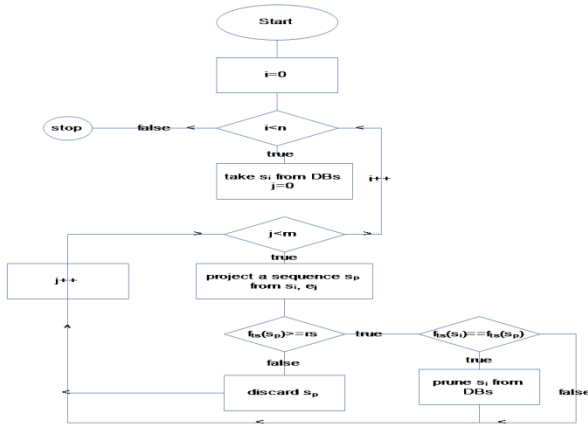 Start
i=0
i<n
stop
false
true
take sᵢ from DBs
j=0
i++
j<m
true
j++
project a sequence sₚ
from sᵢ, eⱼ
fₜₛ(sₚ)>=rs
true
fₜₛ(sᵢ)==fₜₛ(sₚ)
false
true
discard sₚ
prune sᵢ from
DBs
false